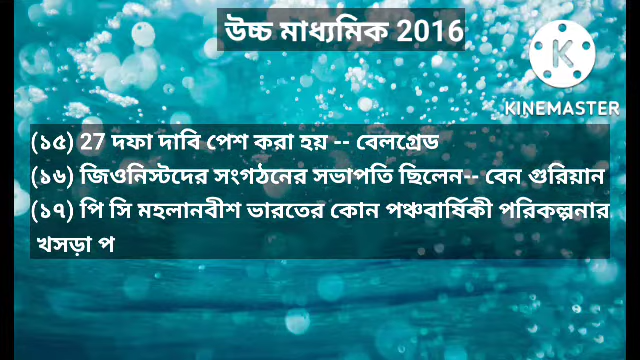 উচ্চ মাধ্যমিক 2016
KINEMASTER
(১৫) 27 দফা দাবি পেশ করা হয় -- বেলগ্রেড
(১৬) জিওনিস্টদের সংগঠনের সভাপতি ছিলেন-- বেন গুরিয়ান
(১৭) পি সি মহলানবীশ ভারতের কোন পঞ্চবার্ষিকী পরিকল্পনার
খসড়া প